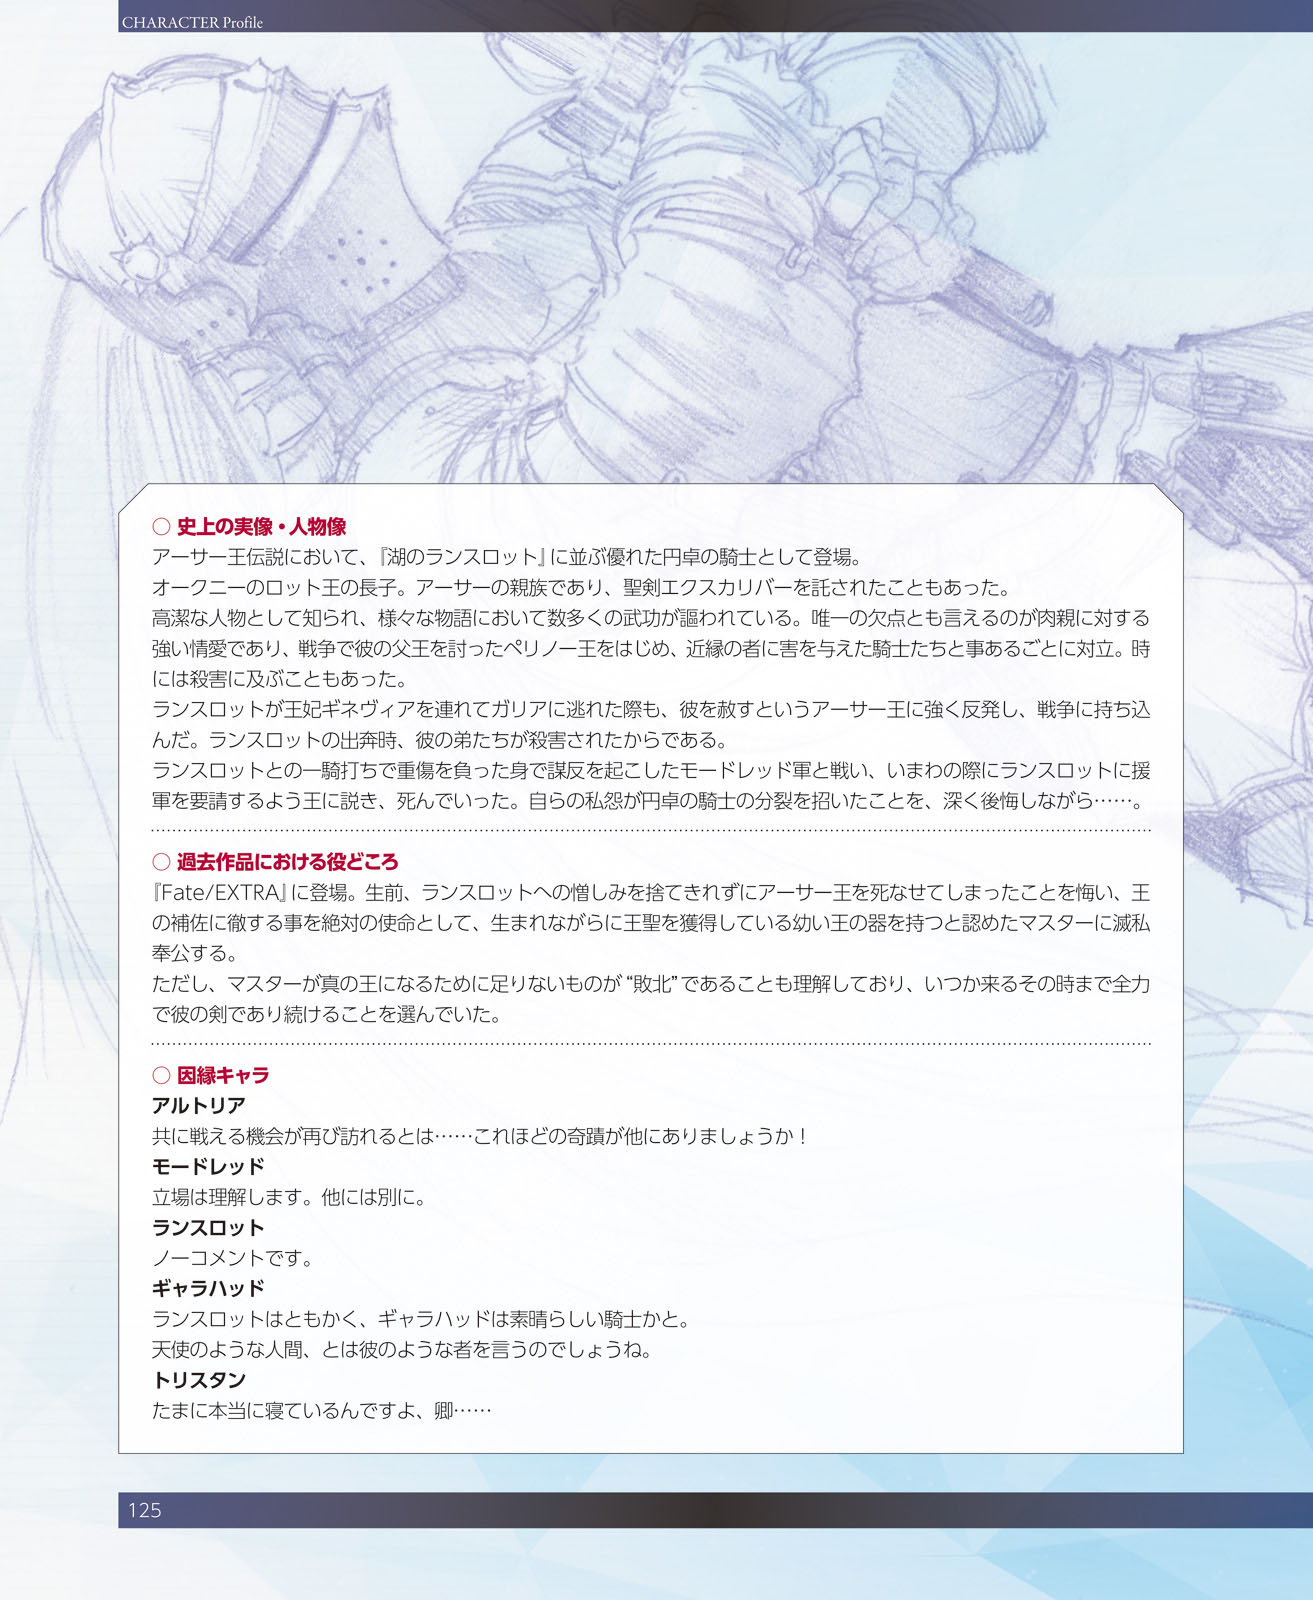 CHARACTER Profile
○ 史上の実像・人物像
アーサー王伝説において、『湖のランスロット』に並ぶ優れた円卓の騎士として登場。
オークニーのロット王の長子。アーサーの親族であり、聖剣エクスカリバーを託されたこともあった。
高潔な人物として知られ、様々な物語において数多くの武功が謳われている。唯一の欠点とも言えるのが肉親に対する
強い情愛であり、戦争で彼の父王を討ったペリノー王をはじめ、近縁の者に害を与えた騎士たちと事あるごとに対立。時
には殺害に及ぶこともあった。
ランスロットが王妃ギネヴィアを連れてガリアに逃れた際も、彼を赦すというアーサー王に強く反発し、戦争に持ち込
んだ。ランスロットの出奔時、彼の弟たちが殺害されたからである。
ランスロットとの一騎打ちで重傷を負った身で謀反を起こしたモードレッド軍と戦い、いまわの際にランスロットに援
軍を要請するよう王に説き、死んでいった。自らの私怨が円卓の騎士の分裂を招いたことを、深く後悔しながら……。
○ 過去作品における役どころ
『Fate/EXTRA』に登場。生前、ランスロットへの憎しみを捨てきれずにアーサー王を死なせてしまったことを悔い、王
の補佐に徹する事を絶対の使命として、生まれながらに王聖を獲得している幼い王の器を持つと認めたマスターに滅私
奉公する。
ただし、マスターが真の王になるために足りないものが“敗北”であることも理解しており、いつか来るその時まで全力
で彼の剣であり続けることを選んでいた。
○ 因縁キャラ
アルトリア
共に戦える機会が再び訪れるとは……これほどの奇蹟が他にありましょうか！
モードレッド
立場は理解します。他には別に。
ランスロット
ノーコメントです。
ギャラハッド
ランスロットはともかく、ギャラハッドは素晴らしい騎士かと。
天使のような人間、とは彼のような者を言うのでしょうね。
トリスタン
たまに本当に寝ているんですよ、卿……
125